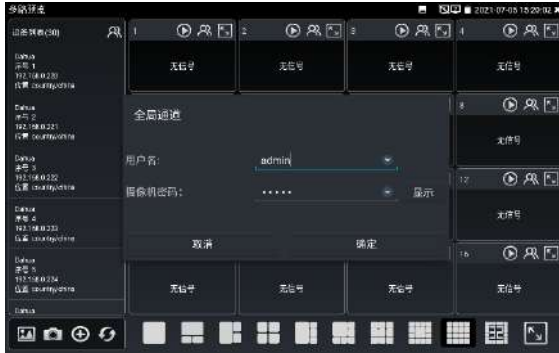 多路预览
2021-07-05 15:29:02
设备列表(30)
1
2
3
4
Dahua
序号 1
192.168.0.220
位置 country/china
无信号
无信号
无信号
无信号
Dahua
序号 2
192.168.0.221
位置 country/china
8
无信号
全局通道
用户名:
admin
摄像机密码:
•••••
显示
取消
确定
Dahua
序号 3
192.168.0.222
位置 country/china
12
无信号
Dahua
序号 4
192.168.0.223
位置 country/china
16
Dahua
序号 5
192.168.0.224
位置 country/china
无信号
无信号
无信号
无信号
Dahua
32